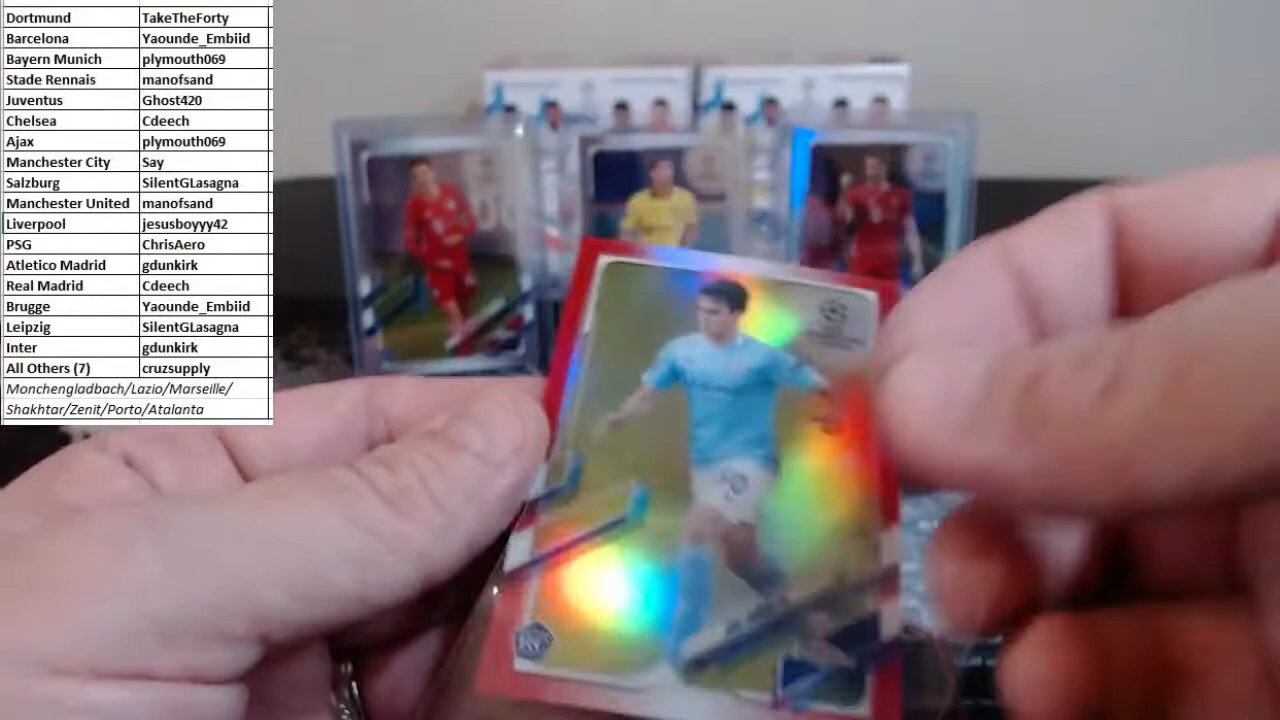 Dortmund TakeTheForty
Barcelona Yaounde_Embiid
Bayern Munich plymouth069
Stade Rennais manofsand
Juventus Ghost420
Chelsea Cdeech
Ajax plymouth069
Manchester City Say
Salzburg SilentGLasagna
Manchester United manofsand
Liverpool jesusboyyy42
PSG ChrisAero
Atletico Madrid gdunkirk
Real Madrid Cdeech
Brugge Yaounde_Embiid
Leipzig SilentGLasagna
Inter gdunkirk
All Others (7) cruzsupply
Monchengladbach/Lazio/Marseille/
Shakhtar/Zenit/Porto/Atalanta